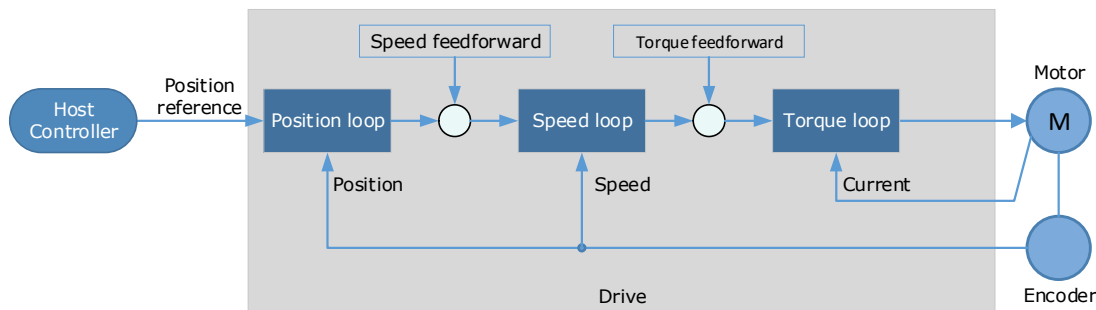 Speed feedforward
Torque feedforward
Motor
Position
reference
Host
Controller
Position loop
Speed loop
Torque loop
M
Position
Speed
Current
Drive
Encoder